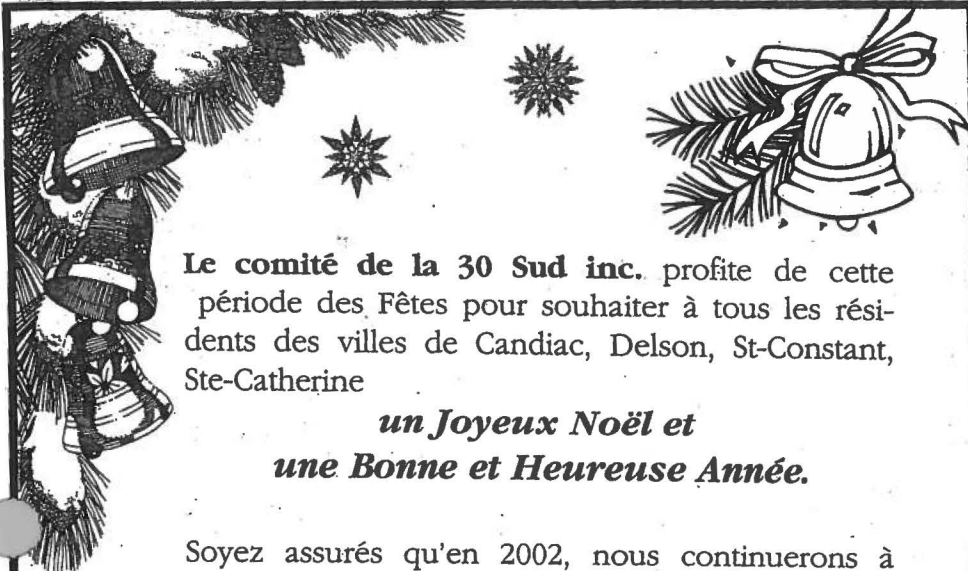 Le comité de la 30 Sud inc. profite de cette
période des Fêtes pour souhaiter à tous les rési-
dents des villes de Candiac, Delson, St-Constant,
Ste-Catherine
un Joyeux Noël et
une Bonne et Heureuse Année.
Soyez assurés qu'en 2002, nous continuerons à